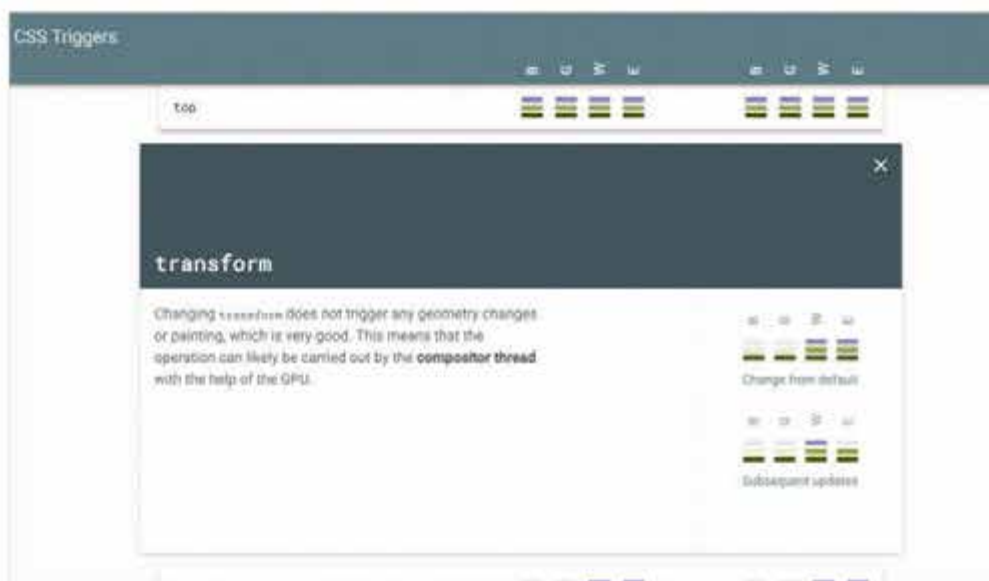 CSS Triggers
B G W E B G W E
top
transform
Changing transform does not trigger any geometry changes
or painting, which is very good. This means that the
operation can likely be carried out by the compositor thread
with the help of the GPU.
B G W E
Change from default
B G W E
Subsequent updates